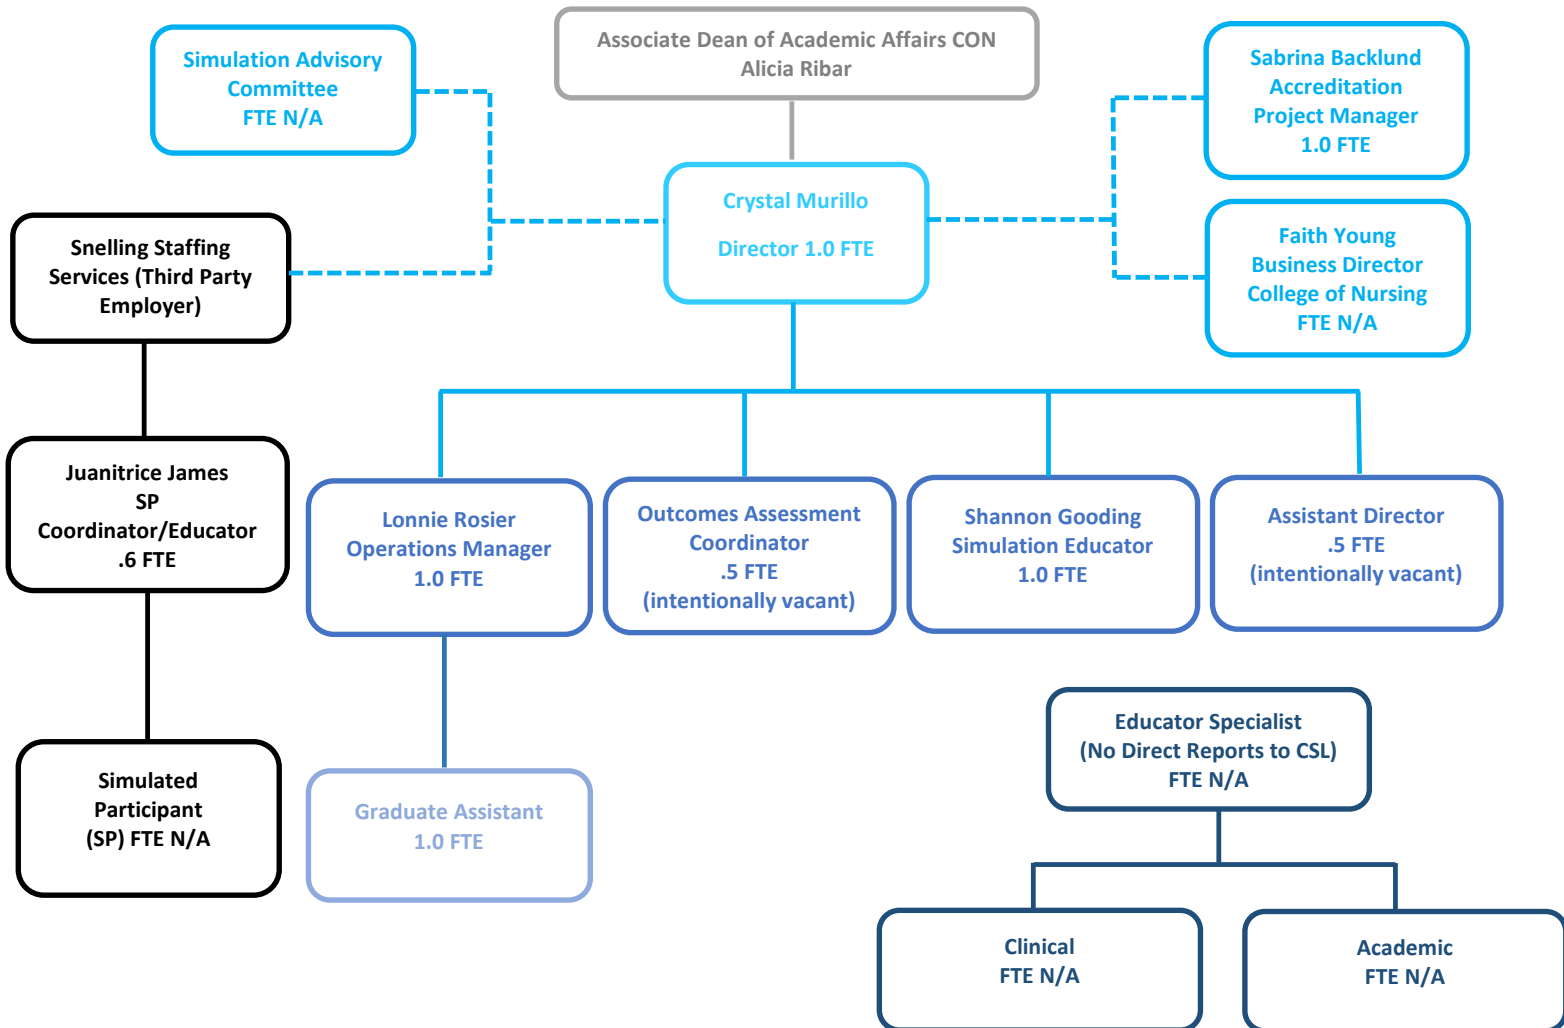 Associate Dean of Academic Affairs CON
Alicia Ribar
Simulation Advisory
Committee
FTE N/A
Sabrina Backlund
Accreditation
Project Manager
1.0 FTE
Crystal Murillo
Director 1.0 FTE
Snelling Staffing
Services (Third Party
Employer)
Faith Young
Business Director
College of Nursing
FTE N/A
Juanitrice James
SP
Coordinator/Educator
.6 FTE
Lonnie Rosier
Operations Manager
1.0 FTE
Outcomes Assessment
Coordinator
.5 FTE
(intentionally vacant)
Shannon Gooding
Simulation Educator
1.0 FTE
Assistant Director
.5 FTE
(intentionally vacant)
Simulated
Participant
(SP) FTE N/A
Graduate Assistant
1.0 FTE
Educator Specialist
(No Direct Reports to CSL)
FTE N/A
Clinical
FTE N/A
Academic
FTE N/A